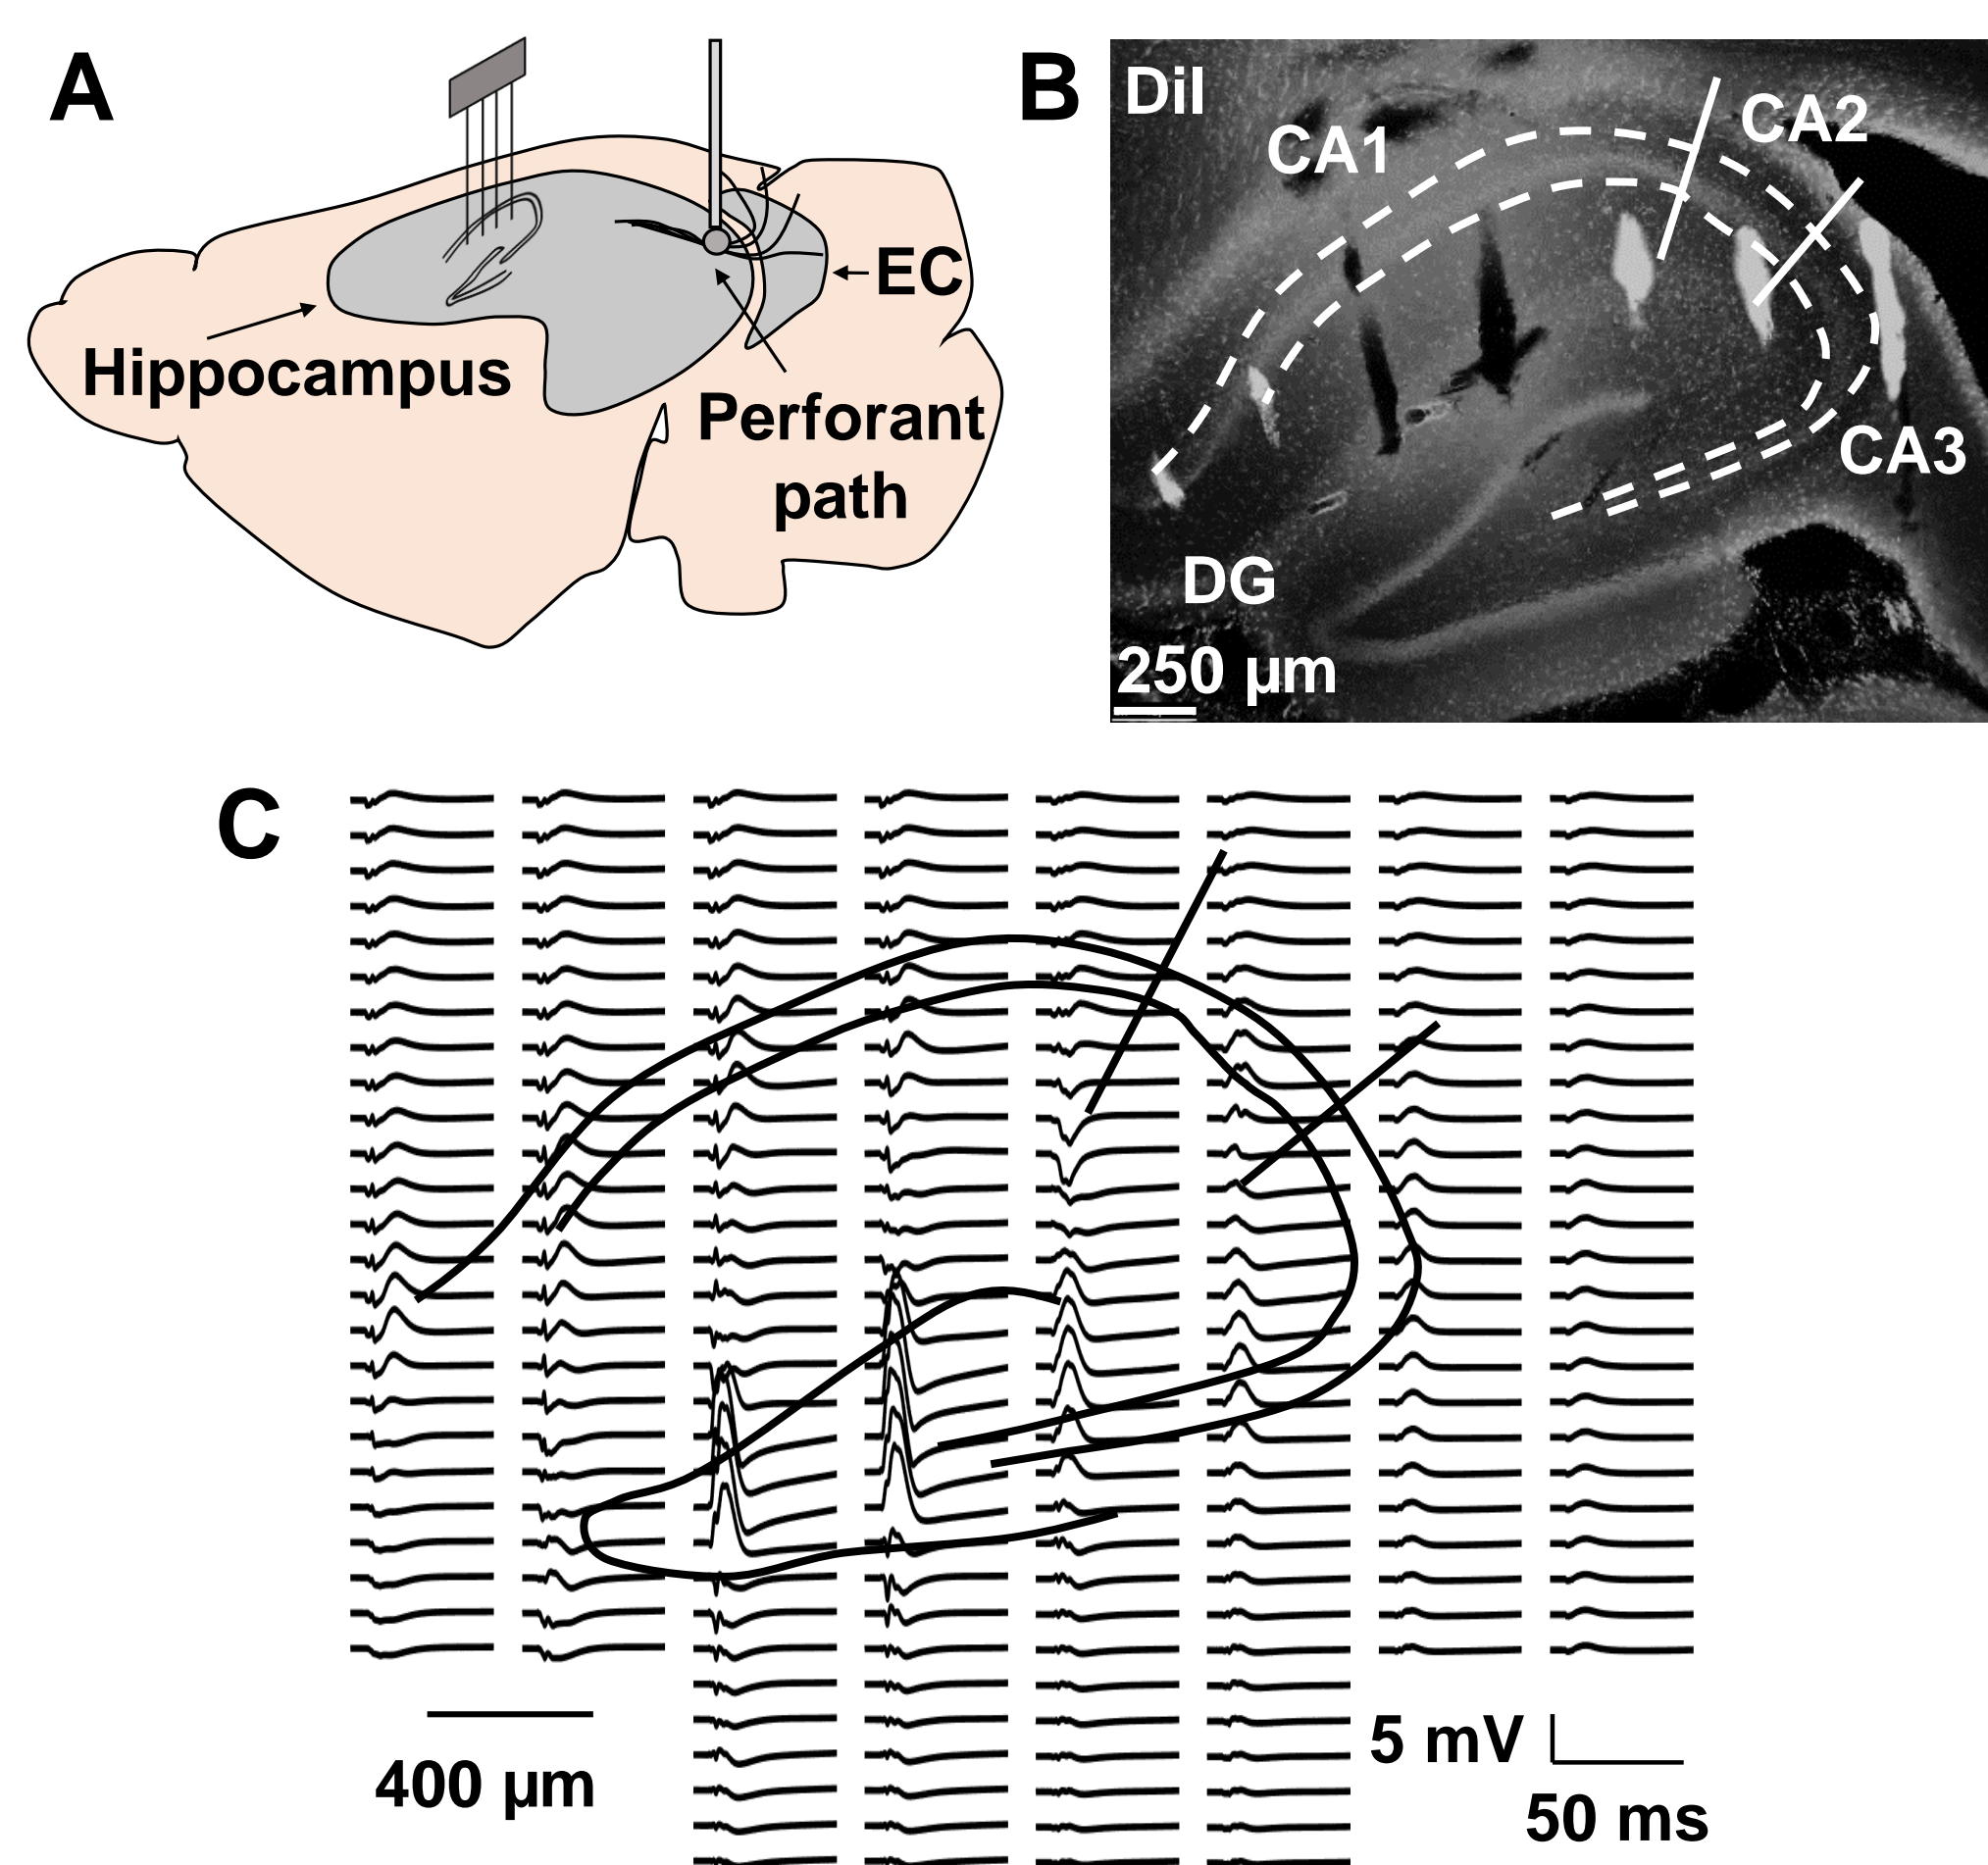 A
Hippocampus
EC
Perforant
path
B
DiI
CA1
CA2
CA3
DG
250 µm
C
400 µm
5 mV
50 ms